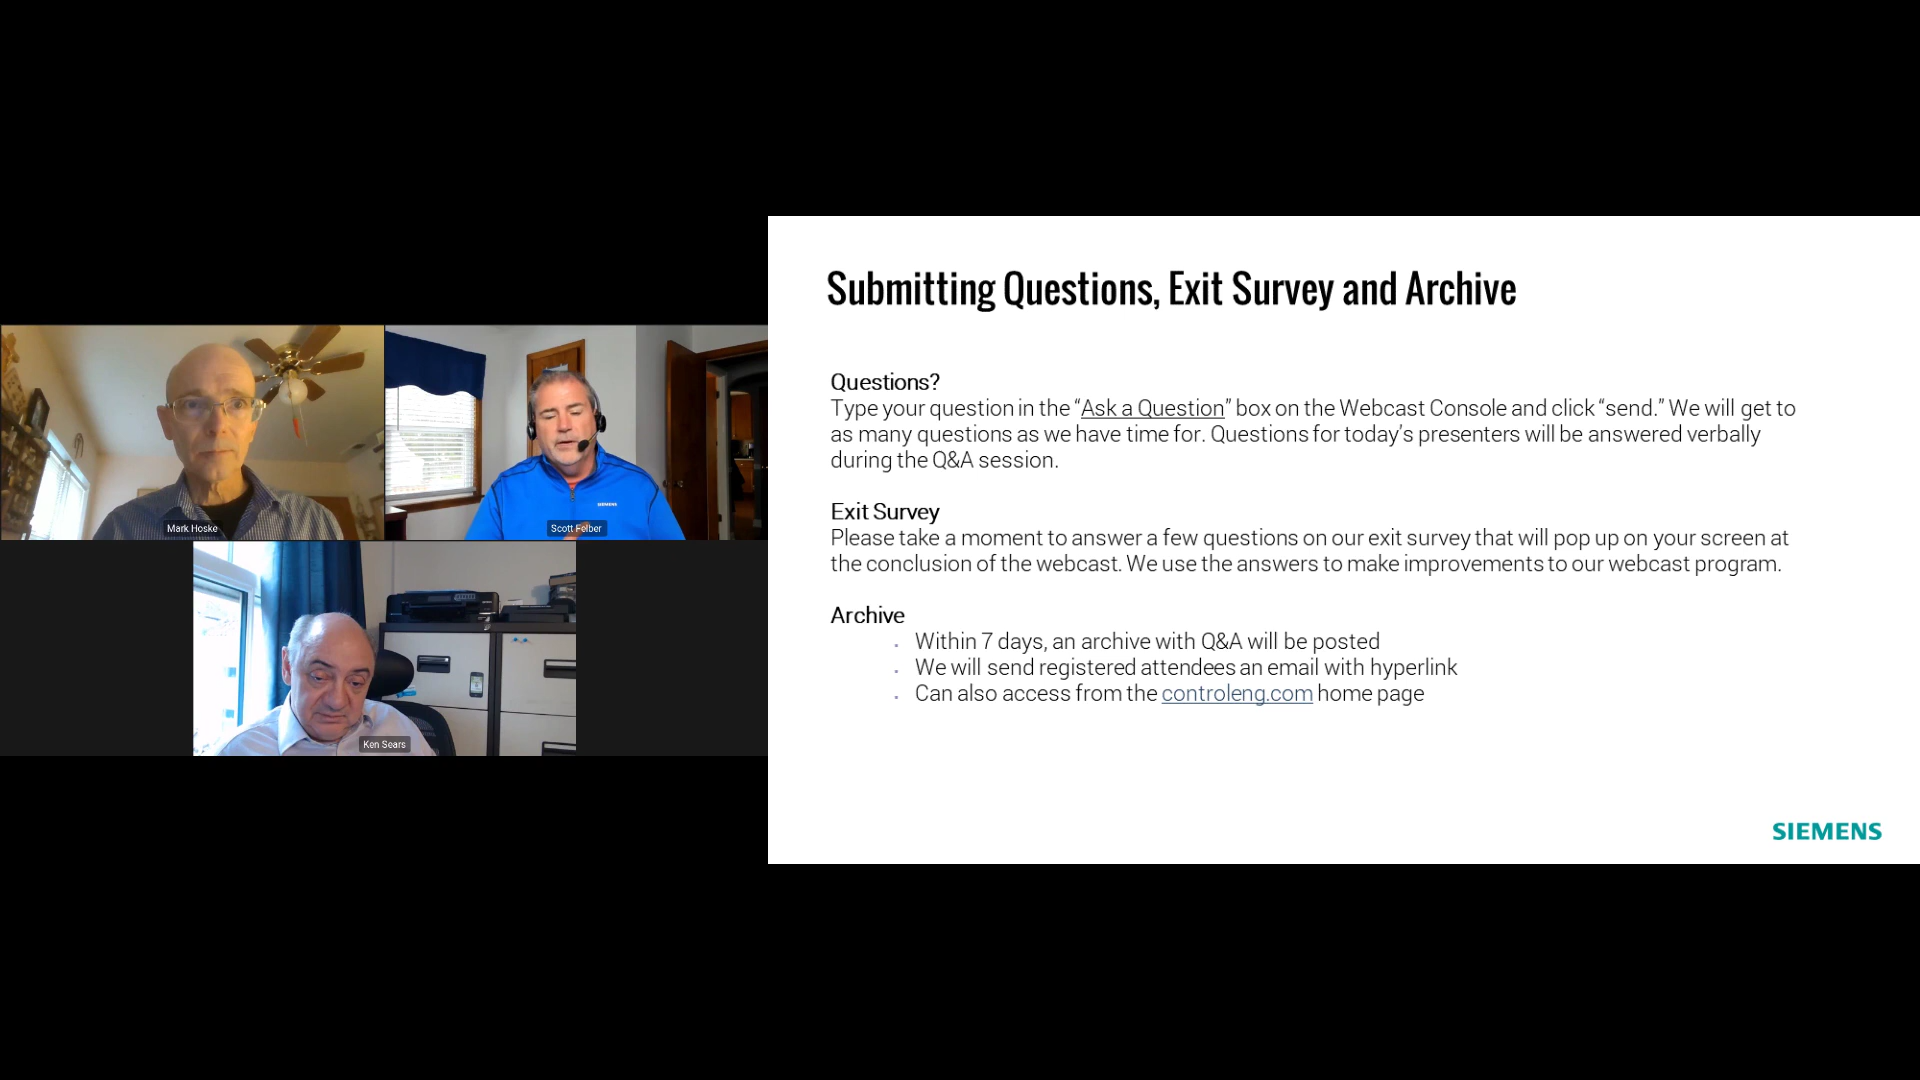 Submitting Questions, Exit Survey and Archive
Questions?
Type your question in the “Ask a Question” box on the Webcast Console and click “send.” We will get to
as many questions as we have time for. Questions for today’s presenters will be answered verbally
during the Q&A session.
Exit Survey
Please take a moment to answer a few questions on our exit survey that will pop up on your screen at
the conclusion of the webcast. We use the answers to make improvements to our webcast program.
Archive
Within 7 days, an archive with Q&A will be posted
We will send registered attendees an email with hyperlink
Can also access from the controleng.com home page
SIEMENS
Mark Hoske
SIEMENS
Scott Felber
Ken Sears